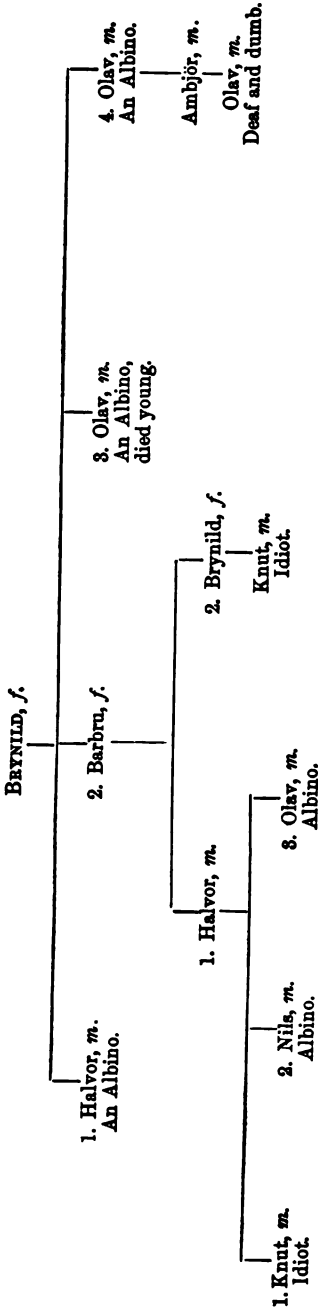 BRYNILD, f.
1. Halvor, m.
An Albino.
2. Barbru, f.
3. Olav, m.
An Albino,
died young.
4. Olav, m.
An Albino.
1. Halvor, m.
2. Brynild, f.
Ambjör, m.
1. Knut, m.
Idiot.
2. Nils, m.
Albino.
3. Olav, m.
Albino.
Knut, m.
Idiot.
Olav, m.
Deaf and dumb.